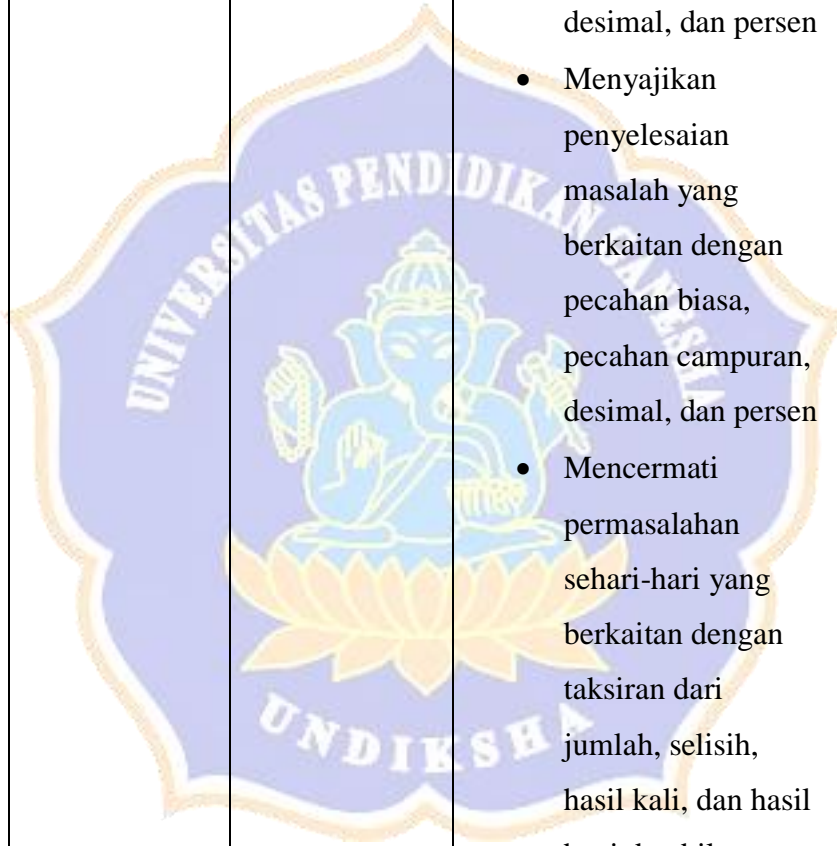 desimal, dan persen
• Menyajikan
penyelesaian
masalah yang
berkaitan dengan
pecahan biasa,
pecahan campuran,
desimal, dan persen
• Mencermati
permasalahan
sehari-hari yang
berkaitan dengan
taksiran dari
jumlah, selisih,
hasil kali, dan hasil
UNIVERSITAS PENDIDIKAN GANESHA
UNDIKSHA